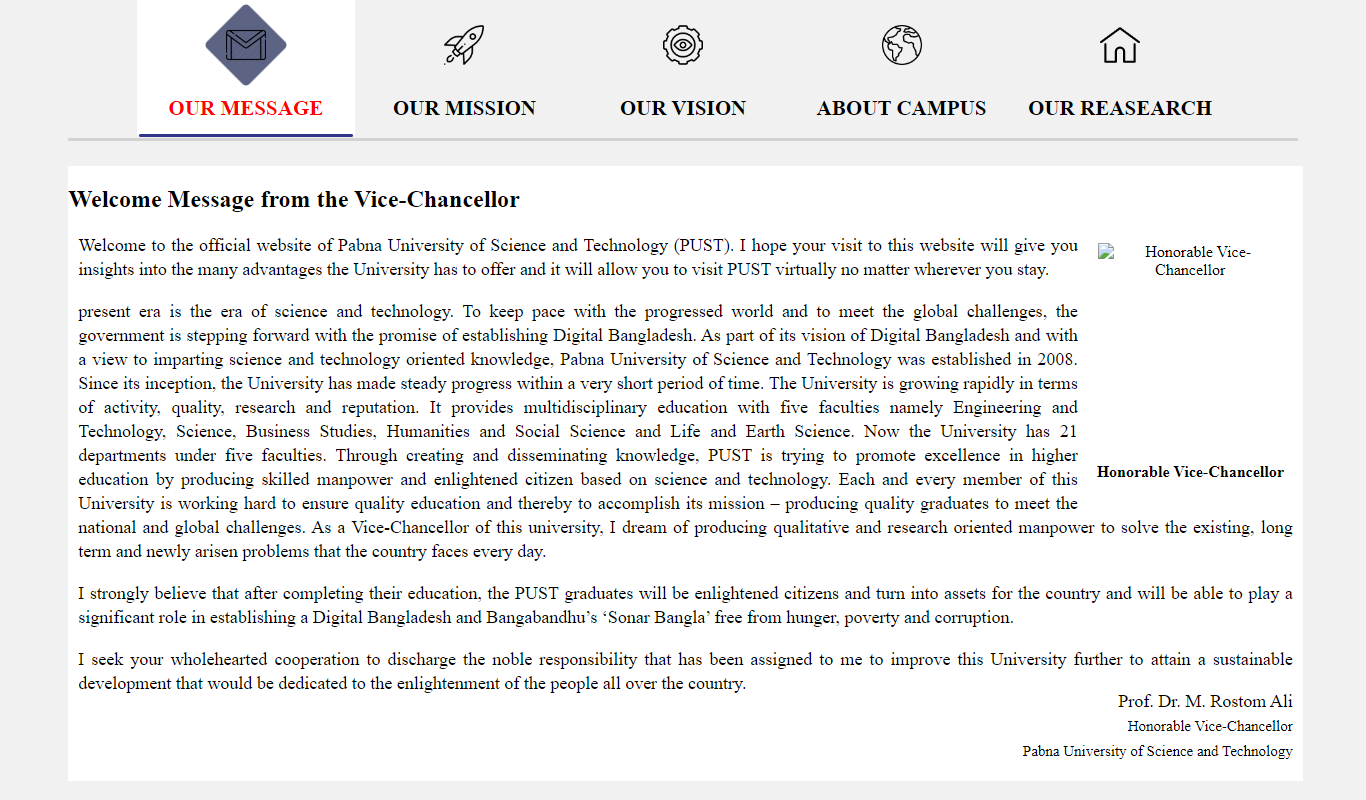 OUR MESSAGE
OUR MISSION
OUR VISION
ABOUT CAMPUS
OUR REASEARCH
Welcome Message from the Vice-Chancellor
Welcome to the official website of Pabna University of Science and Technology (PUST). I hope your visit to this website will give you
insights into the many advantages the University has to offer and it will allow you to visit PUST virtually no matter wherever you stay.
Honorable Vice-
Chancellor
present era is the era of science and technology. To keep pace with the progressed world and to meet the global challenges, the
government is stepping forward with the promise of establishing Digital Bangladesh. As part of its vision of Digital Bangladesh and with
a view to imparting science and technology oriented knowledge, Pabna University of Science and Technology was established in 2008.
Since its inception, the University has made steady progress within a very short period of time. The University is growing rapidly in terms
of activity, quality, research and reputation. It provides multidisciplinary education with five faculties namely Engineering and
Technology, Science, Business Studies, Humanities and Social Science and Life and Earth Science. Now the University has 21
departments under five faculties. Through creating and disseminating knowledge, PUST is trying to promote excellence in higher
education by producing skilled manpower and enlightened citizen based on science and technology. Each and every member of this
University is working hard to ensure quality education and thereby to accomplish its mission – producing quality graduates to meet the
national and global challenges. As a Vice-Chancellor of this university, I dream of producing qualitative and research oriented manpower to solve the existing, long
term and newly arisen problems that the country faces every day.
Honorable Vice-Chancellor
I strongly believe that after completing their education, the PUST graduates will be enlightened citizens and turn into assets for the country and will be able to play a
significant role in establishing a Digital Bangladesh and Bangabandhu’s ‘Sonar Bangla’ free from hunger, poverty and corruption.
I seek your wholehearted cooperation to discharge the noble responsibility that has been assigned to me to improve this University further to attain a sustainable
development that would be dedicated to the enlightenment of the people all over the country.
Prof. Dr. M. Rostom Ali
Honorable Vice-Chancellor
Pabna University of Science and Technology